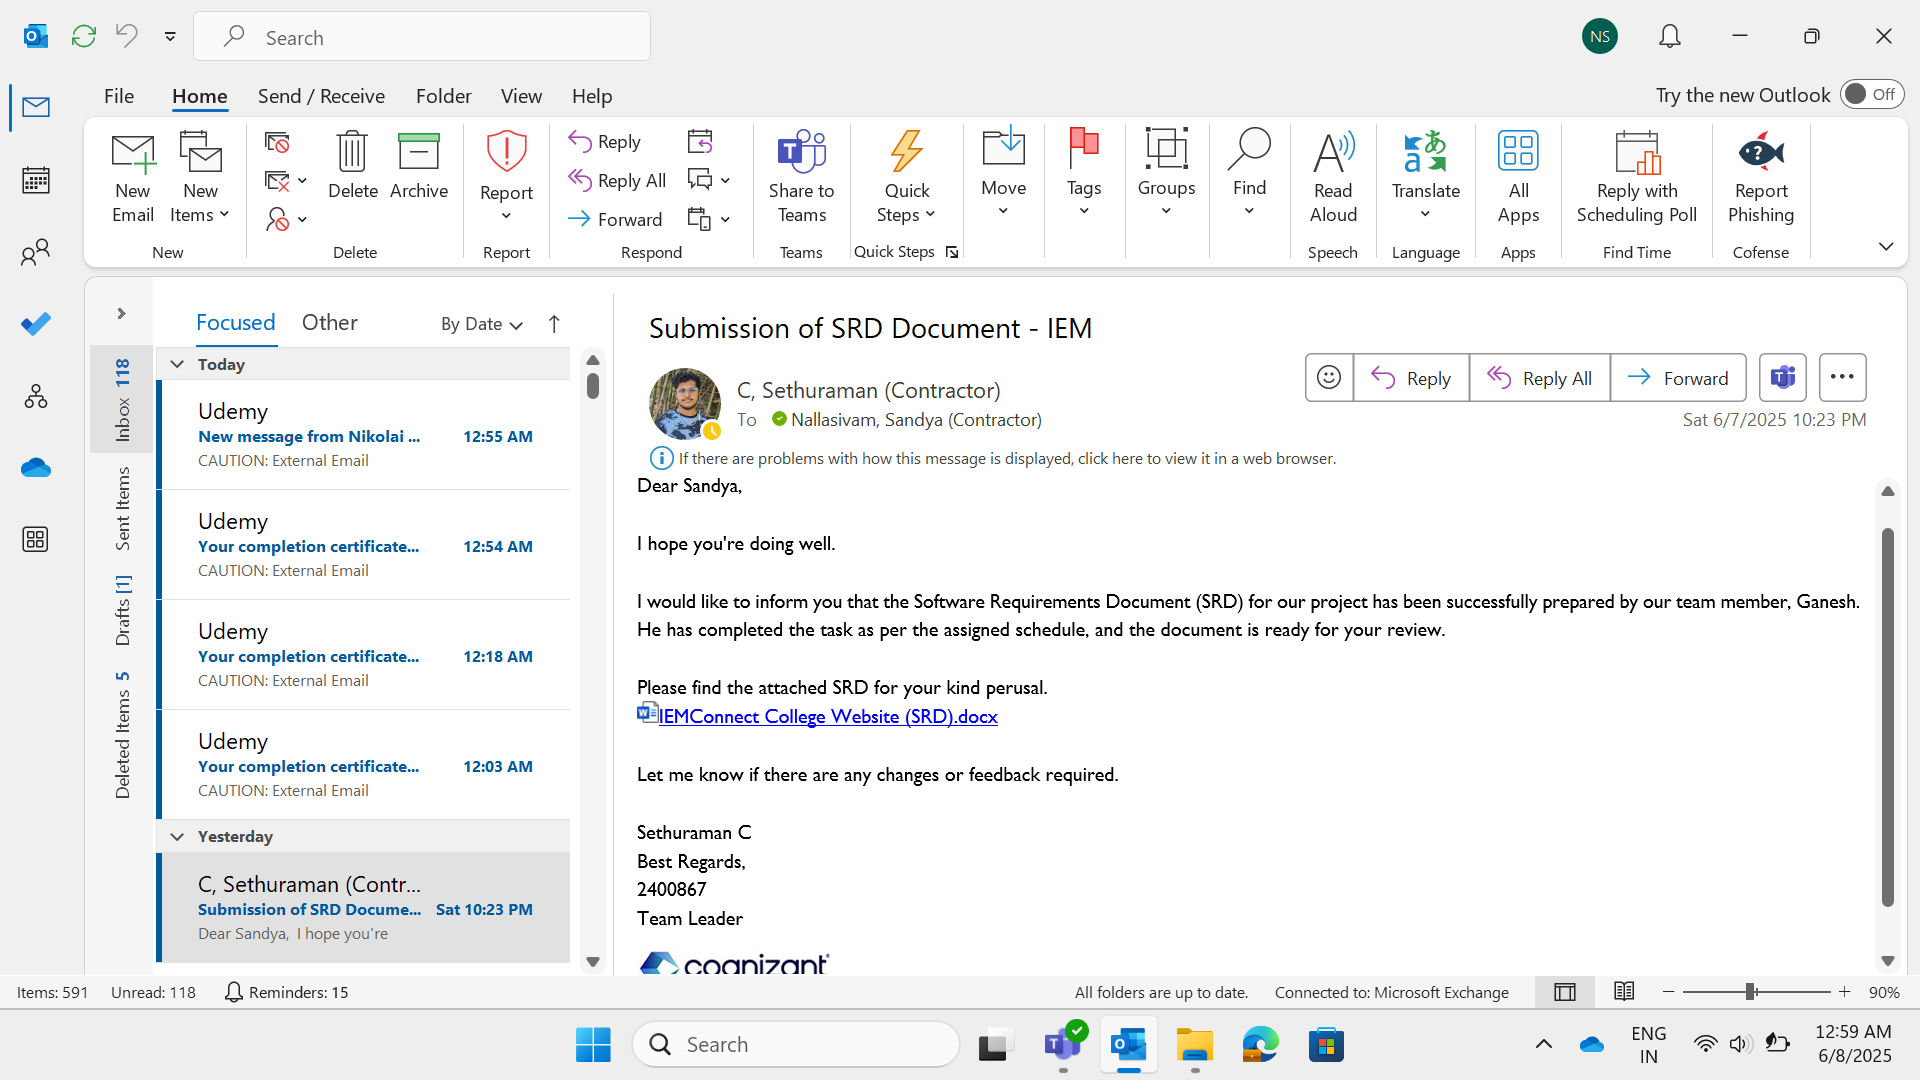 Search
NS
File
Home
Send / Receive
Folder
View
Help
Try the new Outlook
Off
New
Email
New
Items
New
Delete
Archive
Delete
Report
Report
Reply
Reply All
Forward
Respond
Share to
Teams
Teams
Quick
Steps
Quick Steps
Move
Tags
Groups
Find
Read
Aloud
Speech
Translate
Language
All
Apps
Apps
Reply with
Scheduling Poll
Find Time
Report
Phishing
Cofense
Inbox 118
Sent Items
Drafts [1]
Deleted Items 5
Focused
Other
By Date
Today
Udemy
New message from Nikolai ... 12:55 AM
CAUTION: External Email
Udemy
Your completion certificate... 12:54 AM
CAUTION: External Email
Udemy
Your completion certificate... 12:18 AM
CAUTION: External Email
Udemy
Your completion certificate... 12:03 AM
CAUTION: External Email
Yesterday
C, Sethuraman (Contr...
Submission of SRD Docume... Sat 10:23 PM
Dear Sandya, I hope you're
Submission of SRD Document - IEM
C, Sethuraman (Contractor)
To Nallasivam, Sandya (Contractor)
Reply
Reply All
Forward
Sat 6/7/2025 10:23 PM
If there are problems with how this message is displayed, click here to view it in a web browser.
Dear Sandya,
I hope you're doing well.
I would like to inform you that the Software Requirements Document (SRD) for our project has been successfully prepared by our team member, Ganesh.
He has completed the task as per the assigned schedule, and the document is ready for your review.
Please find the attached SRD for your kind perusal.
IEMConnect College Website (SRD).docx
Let me know if there are any changes or feedback required.
Sethuraman C
Best Regards,
2400867
Team Leader
cognizant
Items: 591
Unread: 118
Reminders: 15
All folders are up to date.
Connected to: Microsoft Exchange
90%
Search
ENG
IN
12:59 AM
6/8/2025